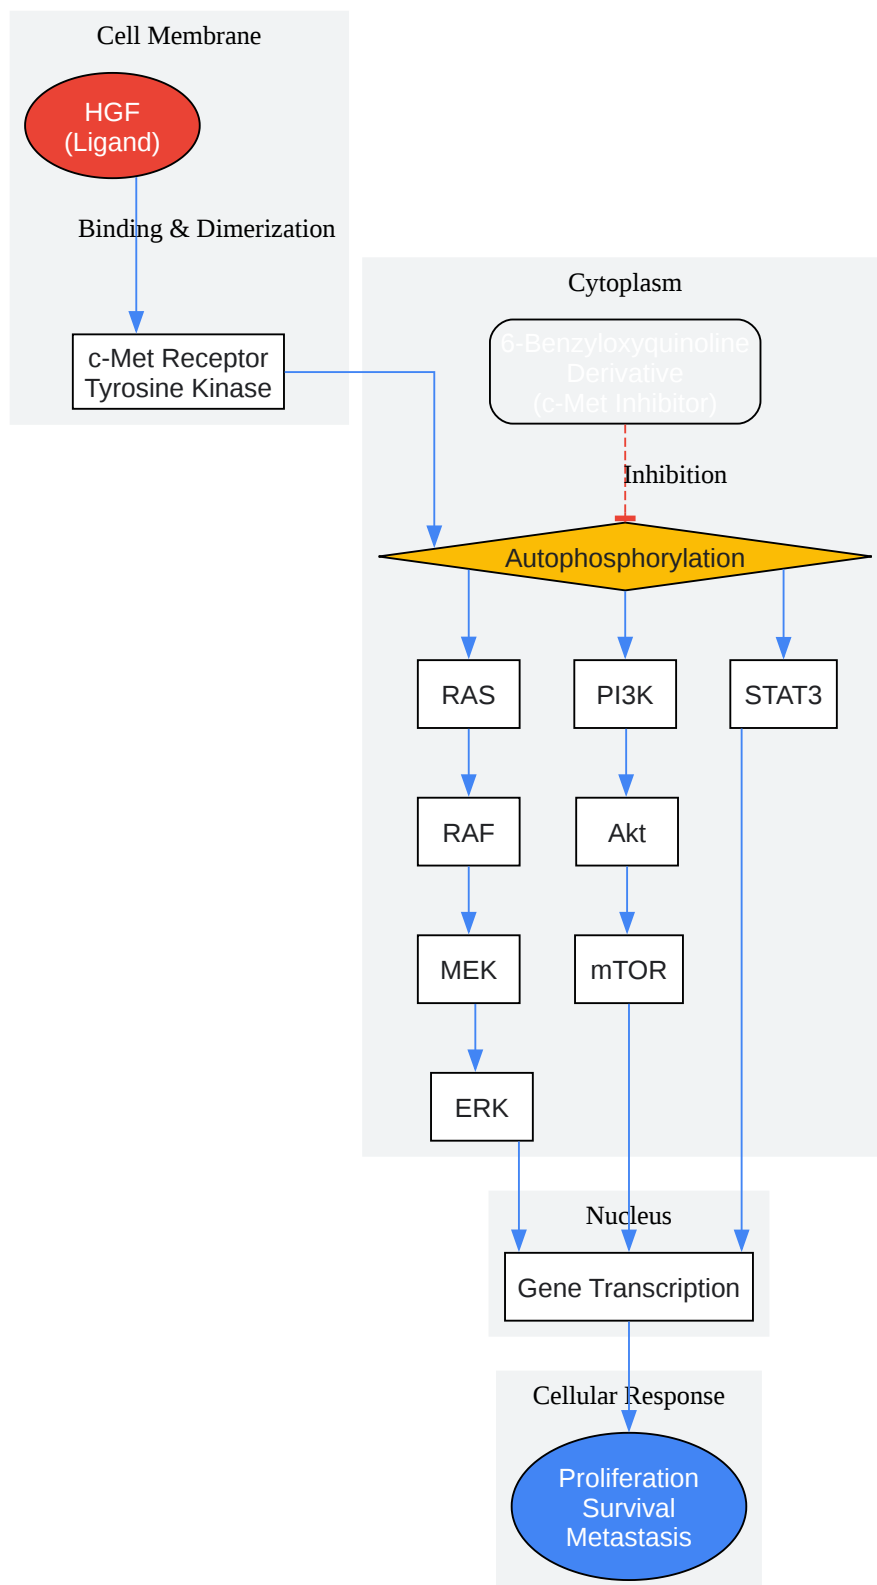 Cell Membrane
HGF
(Ligand)
Binding & Dimerization
c-Met Receptor
Tyrosine Kinase
Cytoplasm
6-Benzyloxyquinoline
Derivative
(c-Met Inhibitor)
Inhibition
Autophosphorylation
RAS
PI3K
STAT3
RAF
Akt
MEK
mTOR
ERK
Nucleus
Gene Transcription
Cellular Response
Proliferation
Survival
Metastasis